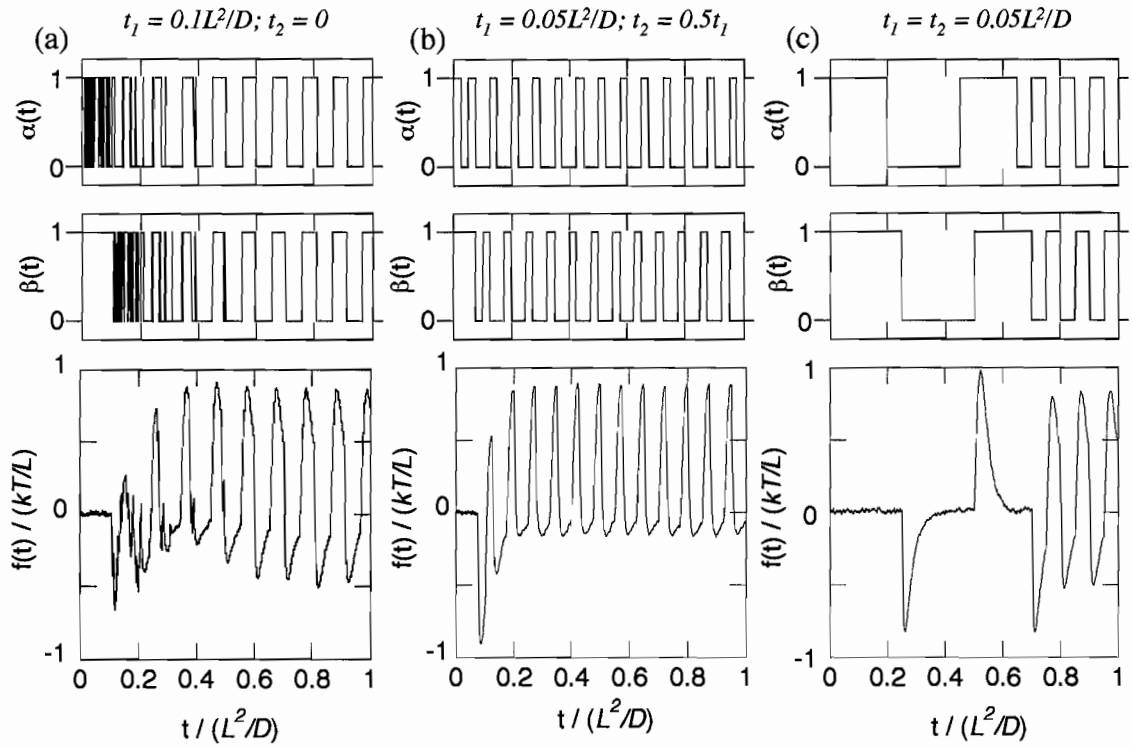 (a) t₁ = 0.1L²/D; t₂ = 0
α(t)
1
0
β(t)
1
0
f(t) / (kT/L)
1
0
-1
0 0.2 0.4 0.6 0.8 1
t / (L²/D)
(b) t₁ = 0.05L²/D; t₂ = 0.5t₁
α(t)
1
0
β(t)
1
0
f(t) / (kT/L)
1
0
-1
0 0.2 0.4 0.6 0.8 1
t / (L²/D)
(c) t₁ = t₂ = 0.05L²/D
α(t)
1
0
β(t)
1
0
f(t) / (kT/L)
1
0
-1
0 0.2 0.4 0.6 0.8 1
t / (L²/D)